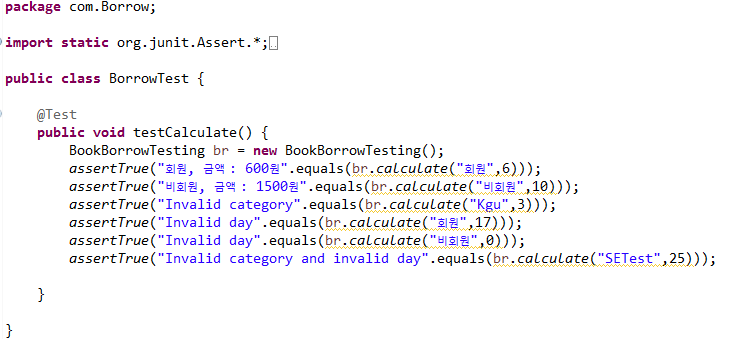 package com.Borrow;
import static org.junit.Assert.*;
public class BorrowTest {
@Test
public void testCalculate() {
BookBorrowTesting br = new BookBorrowTesting();
assertTrue("회원, 금액 : 600원".equals(br.calculate("회원",6)));
assertTrue("비회원, 금액 : 1500원".equals(br.calculate("비회원",10)));
assertTrue("Invalid category".equals(br.calculate("Kgu",3)));
assertTrue("Invalid day".equals(br.calculate("회원",17)));
assertTrue("Invalid day".equals(br.calculate("비회원",0)));
assertTrue("Invalid category and invalid day".equals(br.calculate("SETest",25)));
}
}